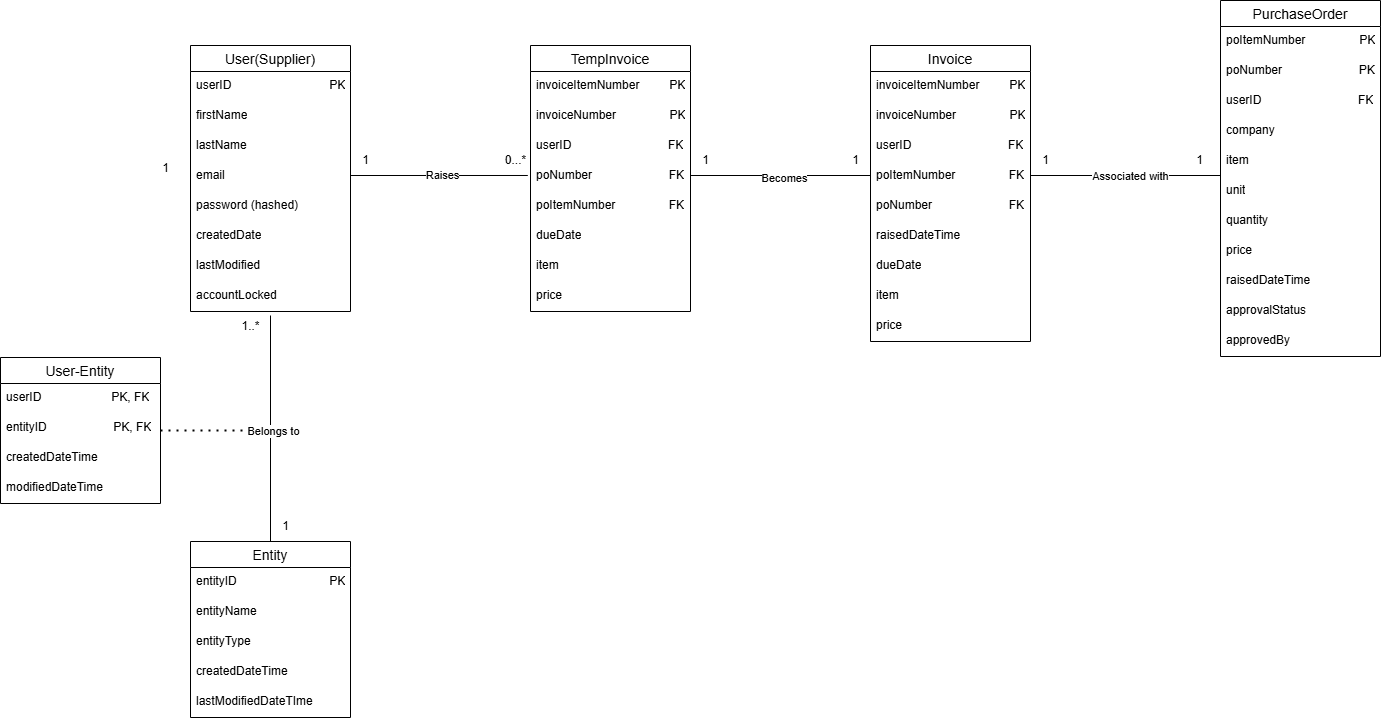 PurchaseOrder
poItemNumber PK
poNumber PK
userID FK
company
item
unit
quantity
price
raisedDateTime
approvalStatus
approvedBy
User(Supplier)
userID PK
firstName
lastName
email
password (hashed)
createdDate
lastModified
accountLocked
1
1
Raises
0...*
TempInvoice
invoiceItemNumber PK
invoiceNumber PK
userID FK
poNumber FK
poItemNumber FK
dueDate
item
price
1
Becomes
1
Invoice
invoiceItemNumber PK
invoiceNumber PK
userID FK
poItemNumber FK
poNumber FK
raisedDateTime
dueDate
item
price
1
Associated with
1
1..*
User-Entity
userID PK, FK
entityID PK, FK
createdDateTime
modifiedDateTime
Belongs to
1
Entity
entityID PK
entityName
entityType
createdDateTime
lastModifiedDateTIme